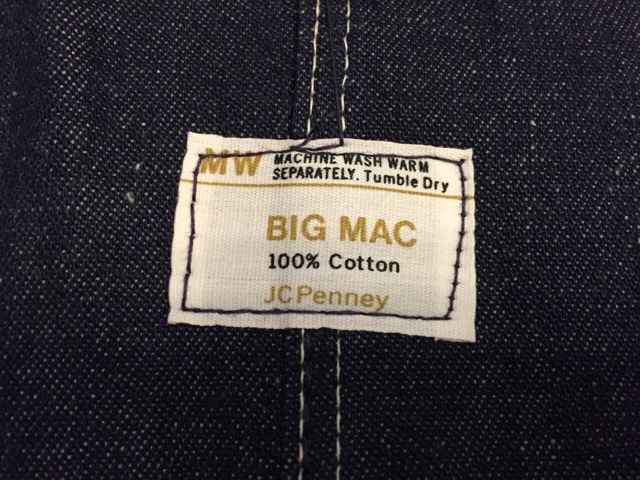 MW MACHINE WASH WARM
SEPARATELY. Tumble Dry
BIG MAC
100% Cotton
JCPenney